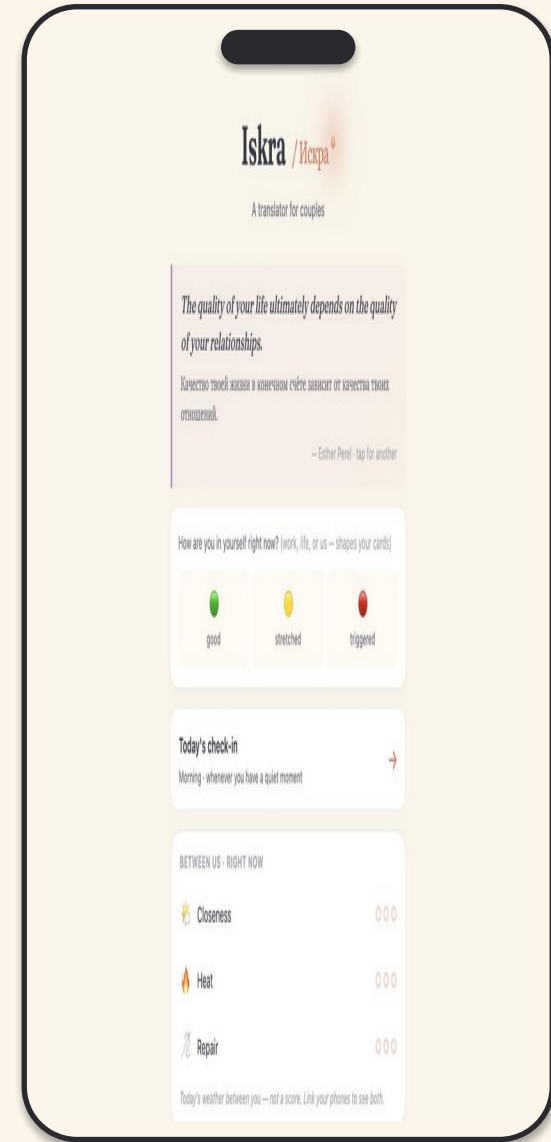 Iskra / Искра
A translator for couples
The quality of your life ultimately depends on the quality
of your relationships.
Качество твоей жизни в конечном счёте зависит от качества твоих
отношений.
— Esther Perel · tap for another
How are you in yourself right now? (work, life, or us — shapes your cards)
good
stretched
triggered
Today's check-in
Morning · whenever you have a quiet moment
→
BETWEEN US · RIGHT NOW
Closeness
Heat
Repair
Today's weather between you — not a score. Link your phones to see both.